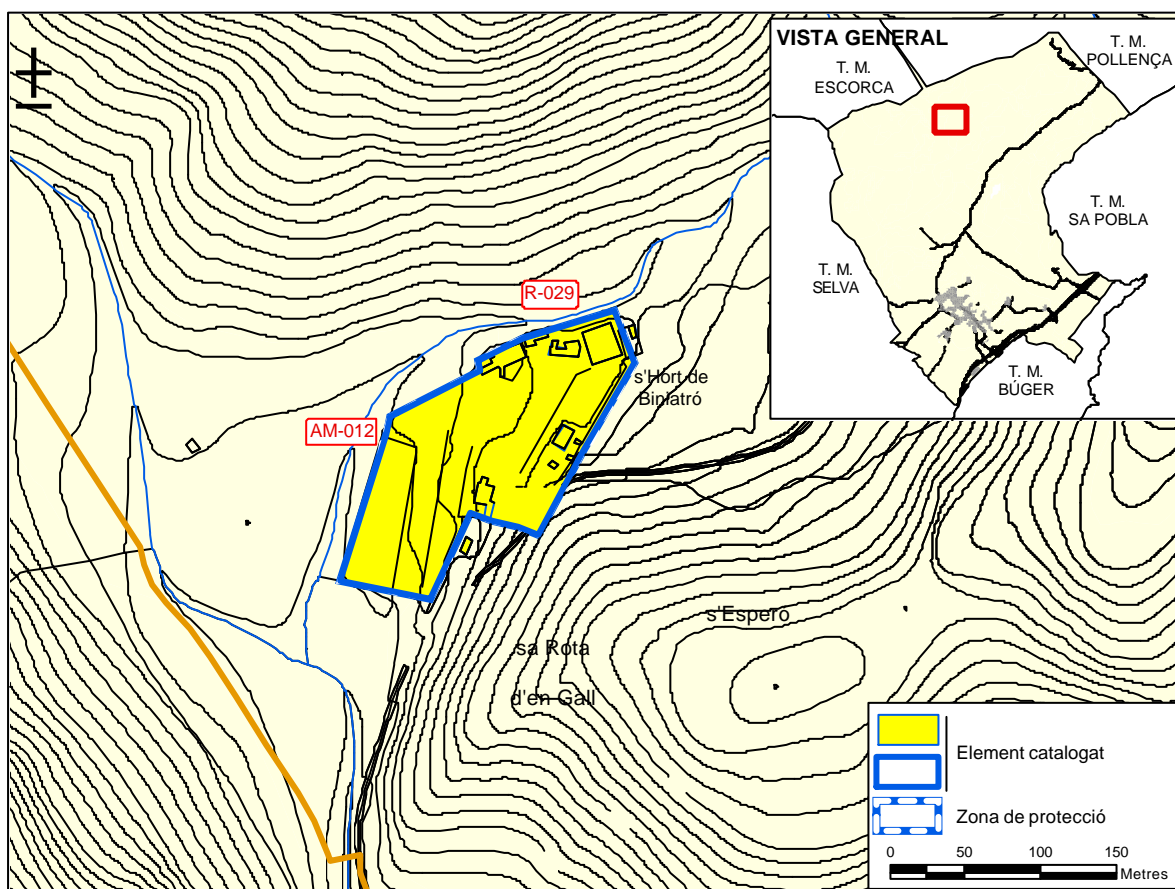 VISTA GENERAL
T. M.
POLLENÇA
T. M.
ESCORCA
T. M.
SA POBLA
T. M.
SELVA
T. M.
BÚGER
R-029
s'Hort de
Biniatró
AM-012
s'Espero
sa Rota
d'en Gall
Element catalogat
Zona de protecció
0 50 100 150
Metres